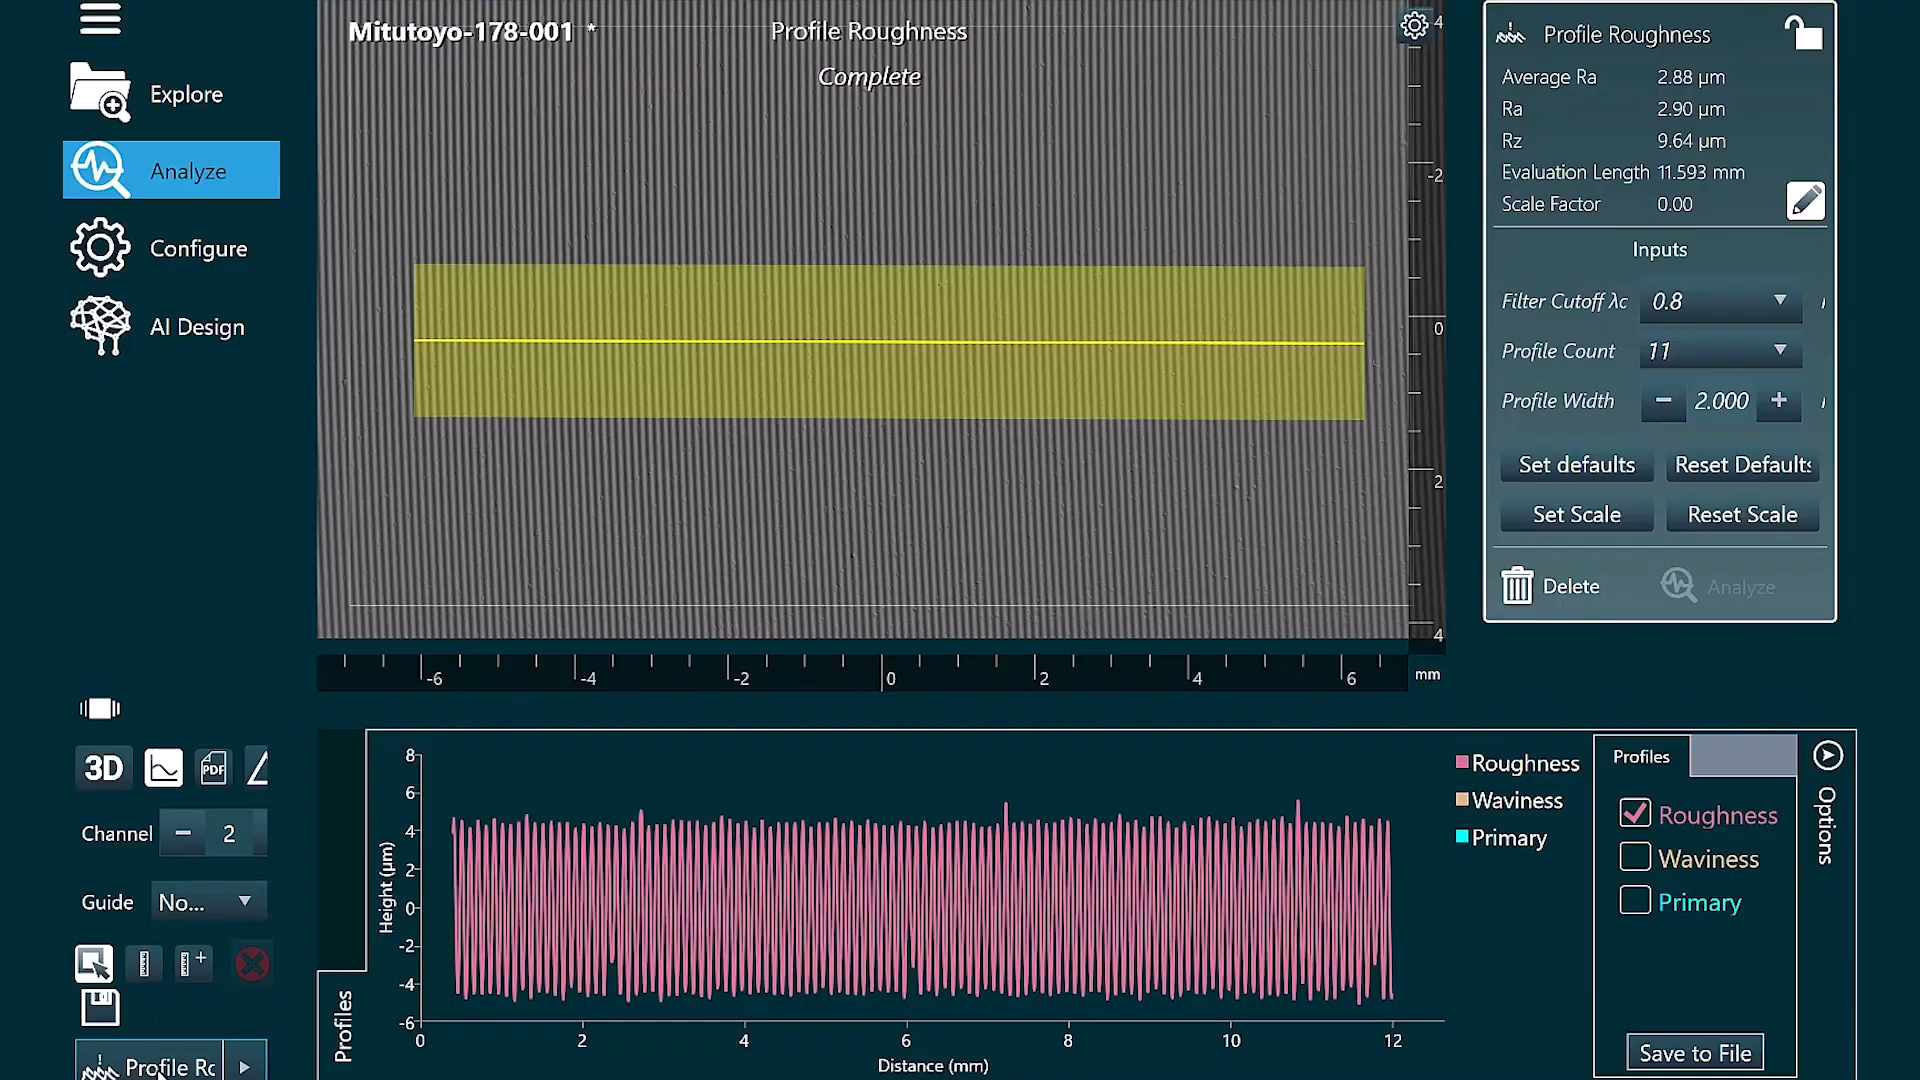 Explore
Analyze
Configure
AI Design
Mitutoyo-178-001 *
Profile Roughness
Complete
4
-2
0
2
4
-6
-4
-2
0
2
4
6
mm
Profile Roughness
Average Ra 2.88 µm
Ra 2.90 µm
Rz 9.64 µm
Evaluation Length 11.593 mm
Scale Factor 0.00
Inputs
Filter Cutoff λc 0.8
Profile Count 11
Profile Width − 2.000 +
Set defaults Reset Defaults
Set Scale Reset Scale
Delete Analyze
3D
PDF
Channel − 2
Guide No...
Profile Ro
Profiles
Height (µm)
8
6
4
2
0
-2
-4
-6
0 2 4 6 8 10 12
Distance (mm)
Roughness
Waviness
Primary
Profiles
Roughness
Waviness
Primary
Save to File
Options